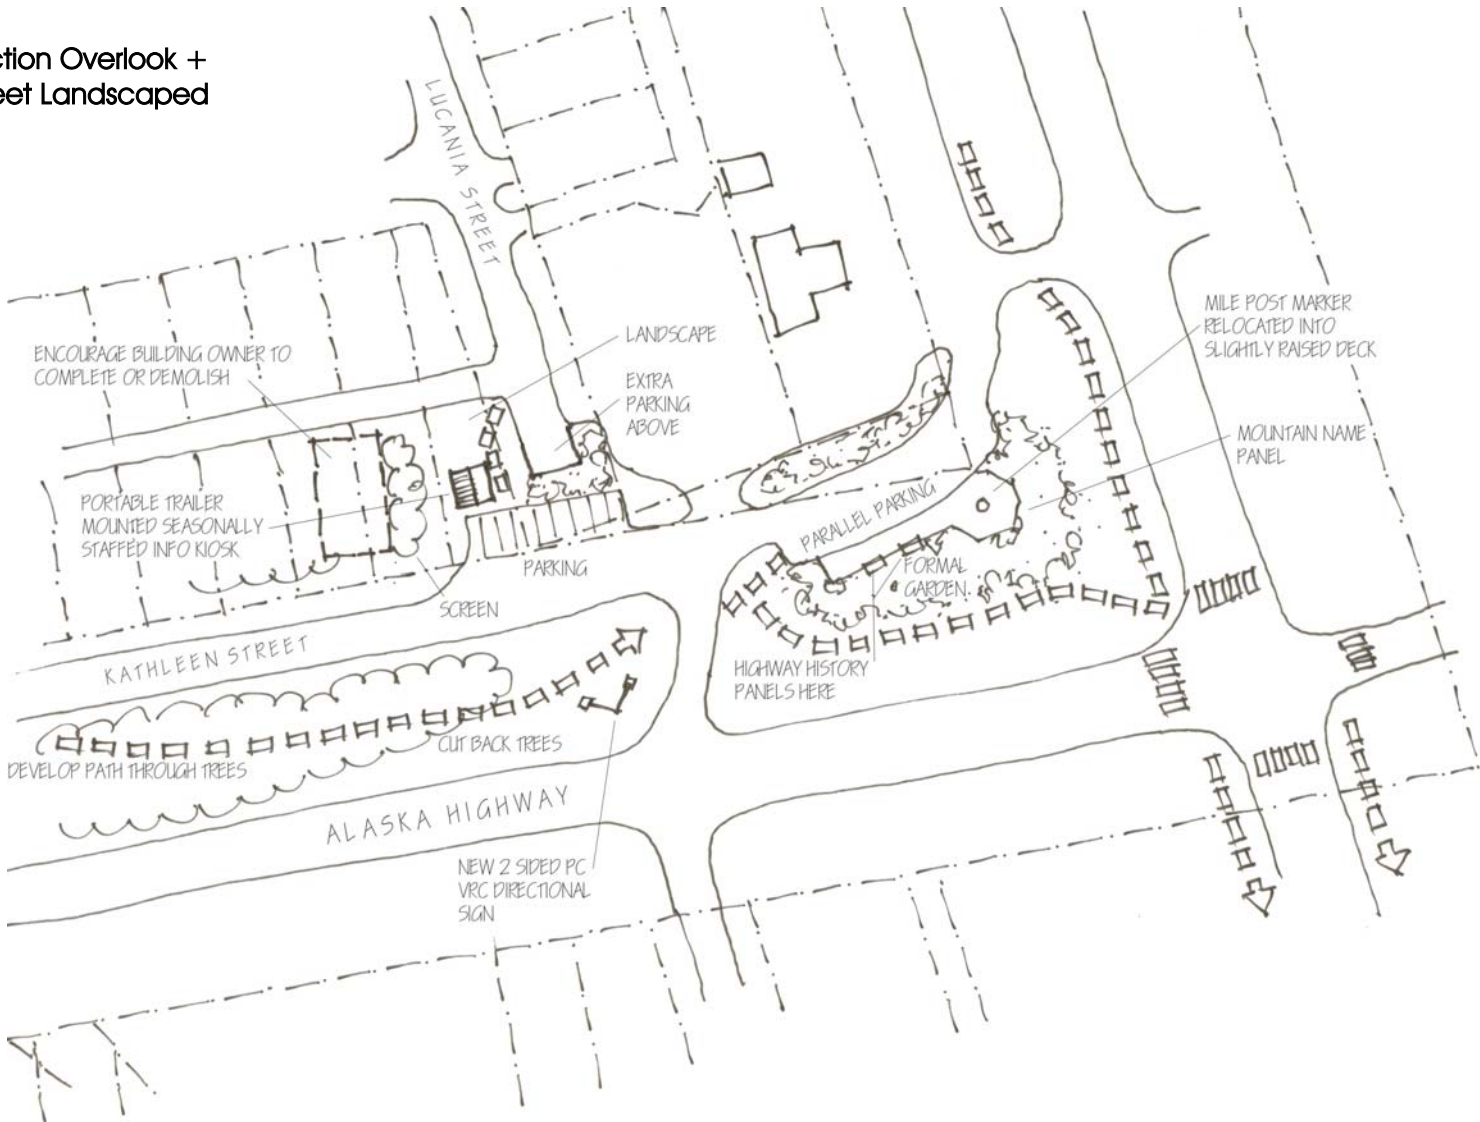 ction Overlook +
eet Landscaped
LUCANIA STREET
LANDSCAPE
EXTRA
PARKING
ABOVE
MILE POST MARKER
RELOCATED INTO
SLIGHTLY RAISED DECK
ENCOURAGE BUILDING OWNER TO
COMPLETE OR DEMOLISH
MOUNTAIN NAME
PANEL
PORTABLE TRAILER
MOUNTED SEASONALLY
STAFFED INFO KIOSK
PARALLEL PARKING
PARKING
FORMAL
GARDEN
SCREEN
KATHLEEN STREET
HIGHWAY HISTORY
PANELS HERE
CUT BACK TREES
DEVELOP PATH THROUGH TREES
ALASKA HIGHWAY
NEW 2 SIDED PC
VRC DIRECTIONAL
SIGN